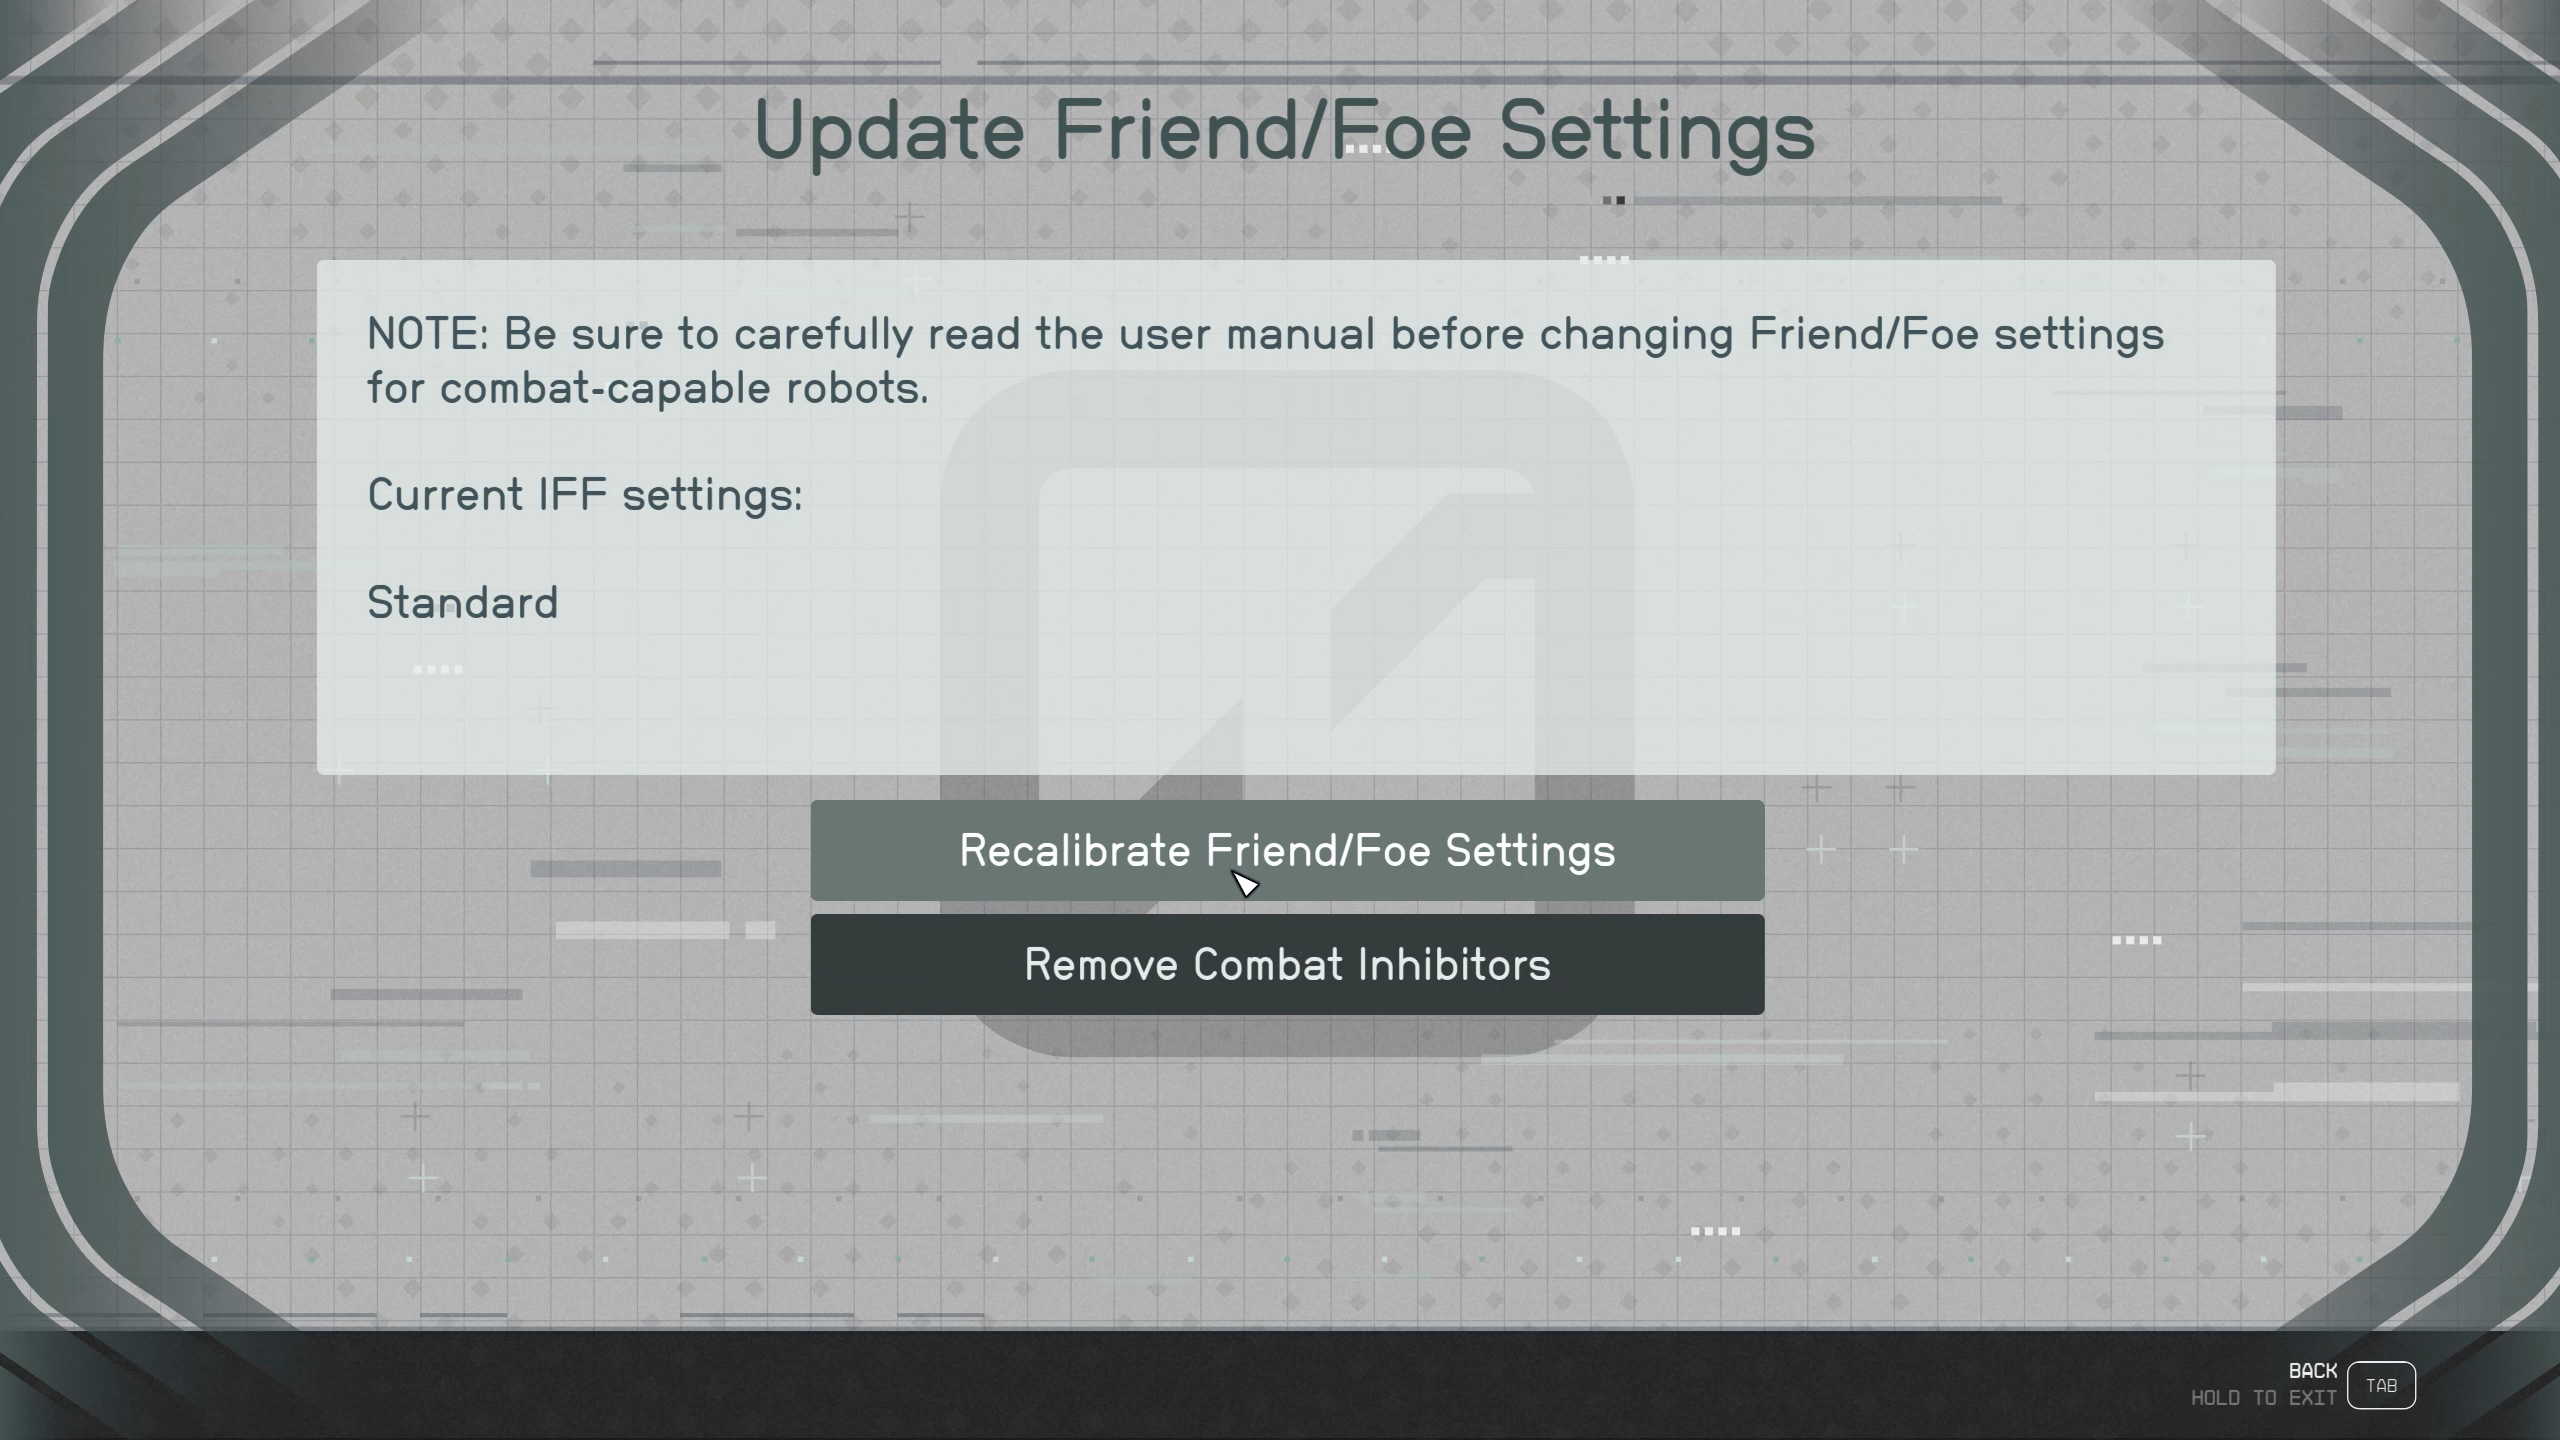 Update Friend/Foe Settings
NOTE: Be sure to carefully read the user manual before changing Friend/Foe settings
for combat-capable robots.
Current IFF settings:
Standard
Recalibrate Friend/Foe Settings
Remove Combat Inhibitors
BACK
HOLD TO EXIT
TAB